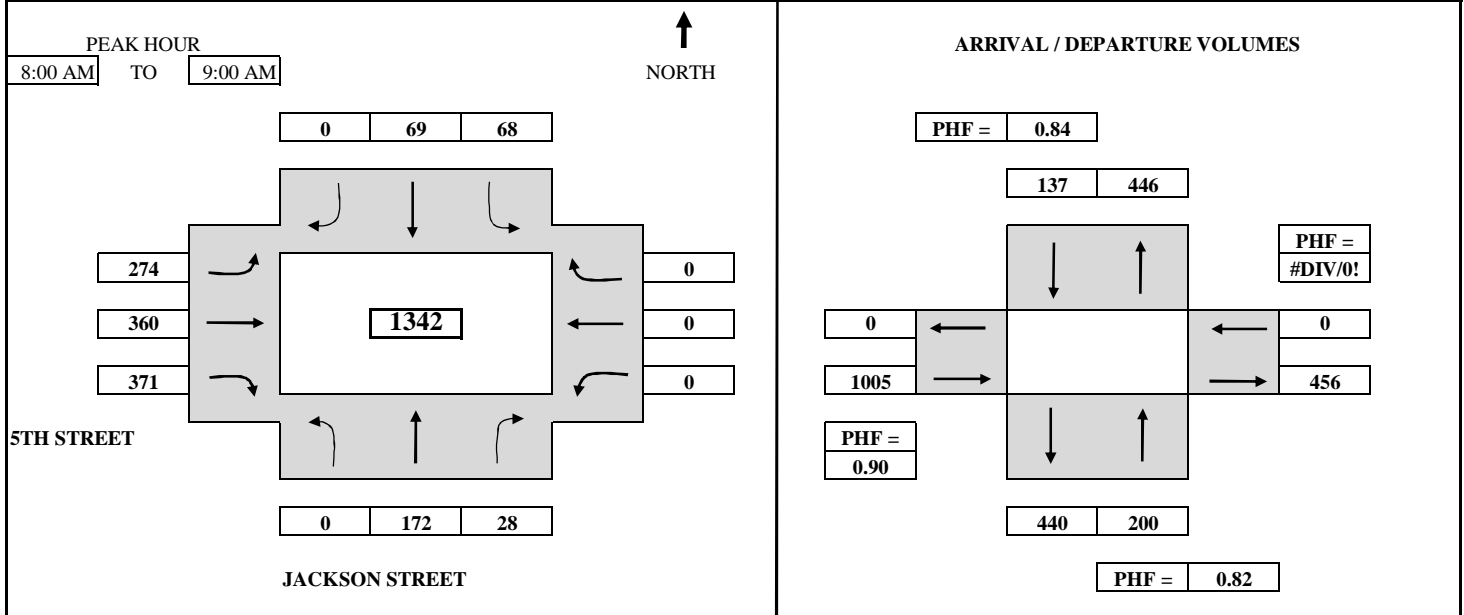 PEAK HOUR
8:00 AM TO 9:00 AM
NORTH
0 69 68
274
0
360
1342
0
371
0
5TH STREET
0 172 28
JACKSON STREET
ARRIVAL / DEPARTURE VOLUMES
PHF = 0.84
137 446
PHF =
#DIV/0!
0
0
1005
456
PHF =
0.90
440 200
PHF = 0.82